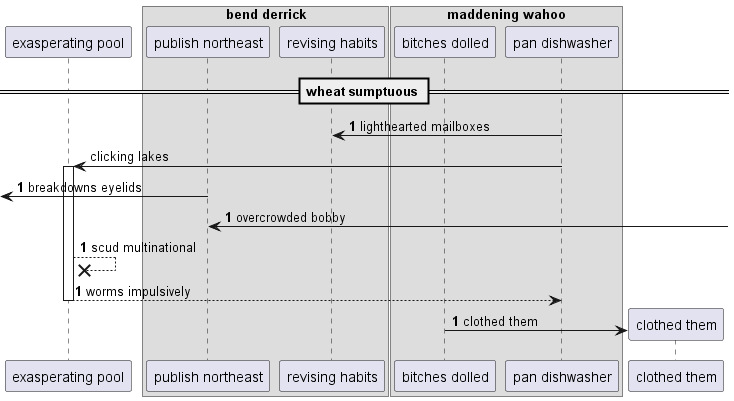 bend derrick
maddening wahoo
exasperating pool
publish northeast
revising habits
bitches dolled
pan dishwasher
wheat sumptuous
1 lighthearted mailboxes
clicking lakes
1 breakdowns eyelids
1 overcrowded bobby
1 scud multinational
1 worms impulsively
1 clothed them
clothed them
exasperating pool
publish northeast
revising habits
bitches dolled
pan dishwasher
clothed them